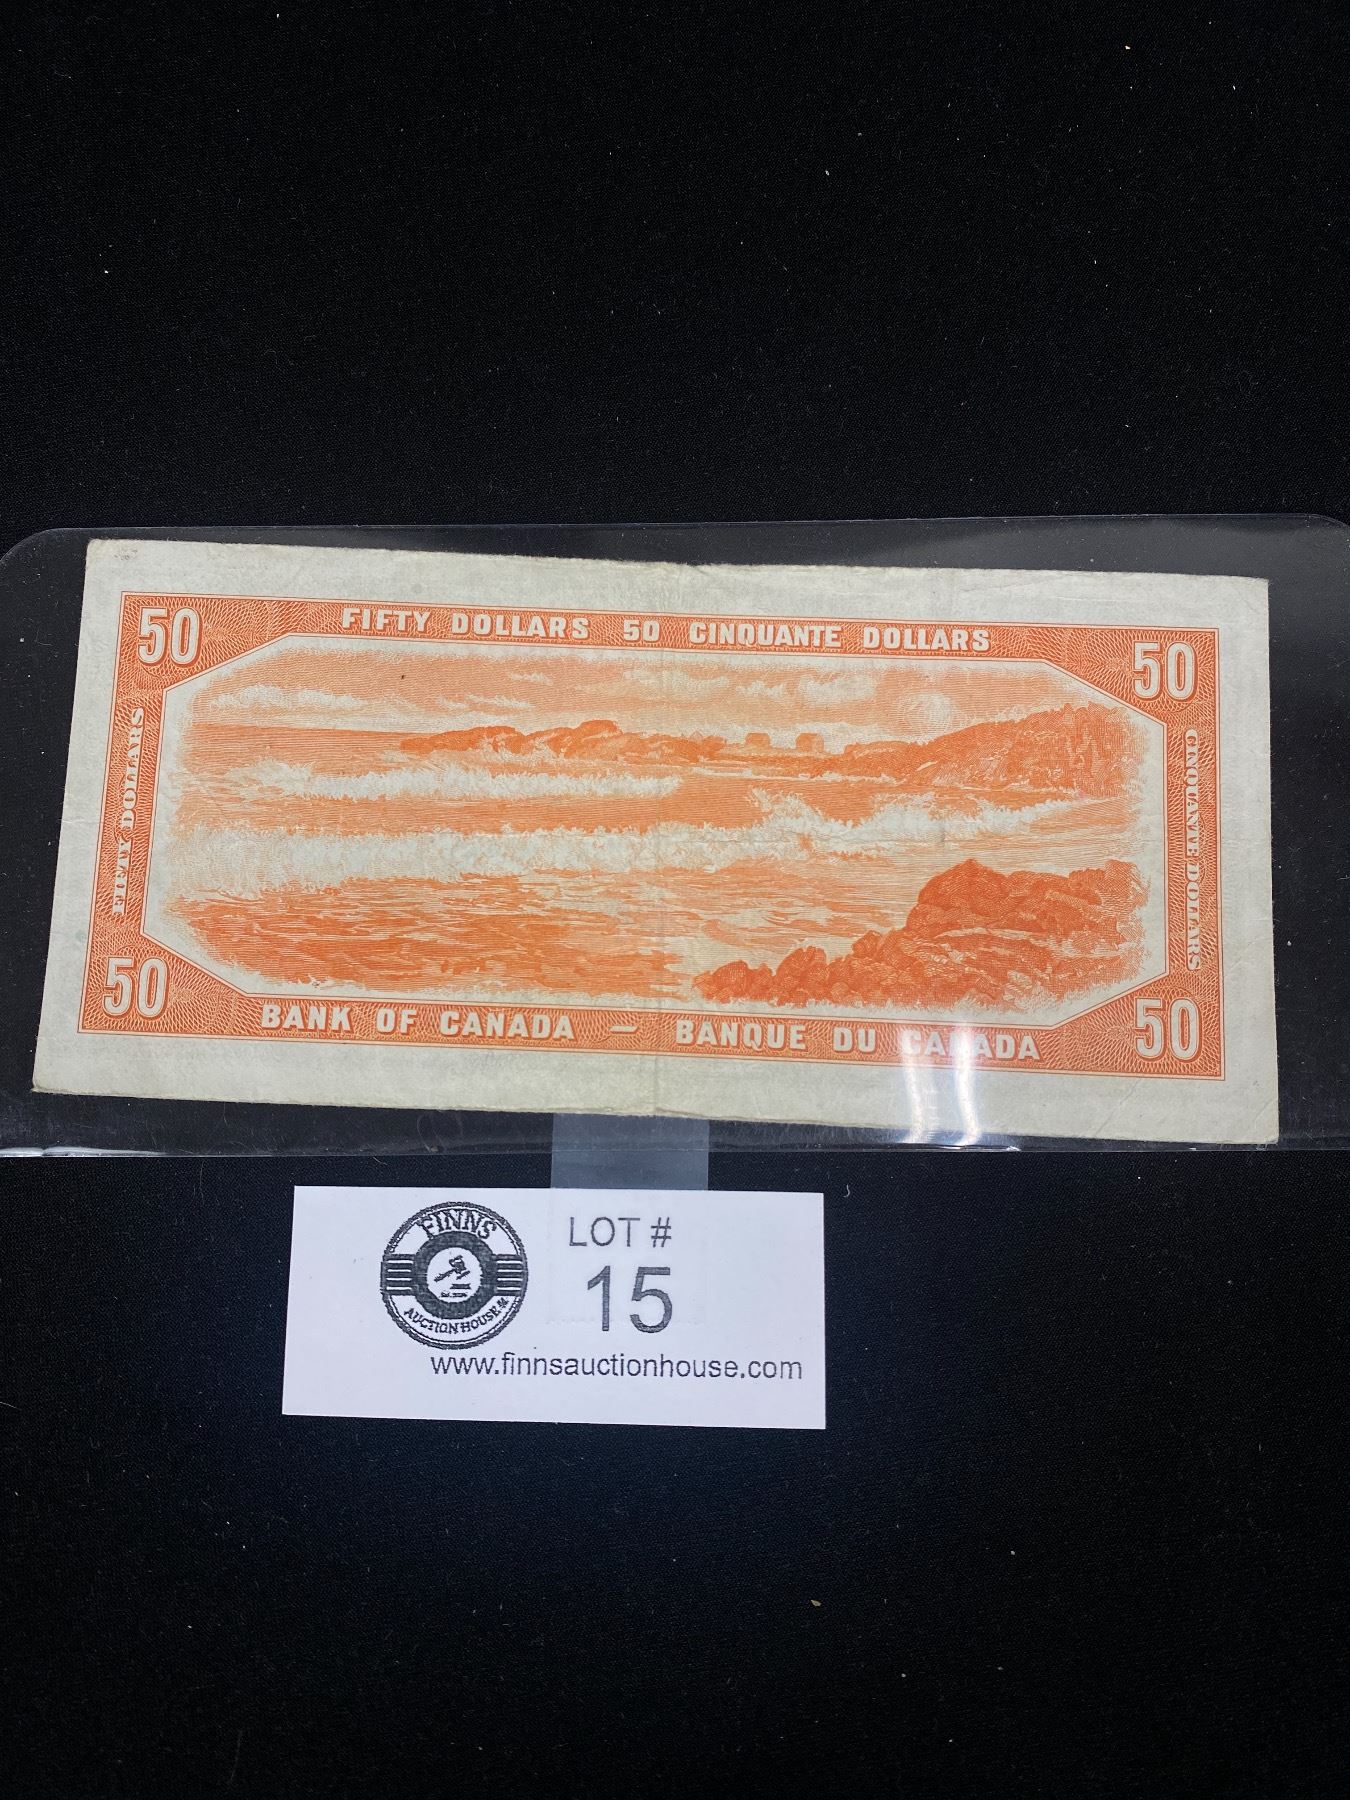 50 FIFTY DOLLARS 50 CINQUANTE DOLLARS 50
FIFTY DOLLARS
CINQUANTE DOLLARS
50 BANK OF CANADA — BANQUE DU CANADA 50
FINNS
AUCTION HOUSE
LOT #
15
www.finnsauctionhouse.com